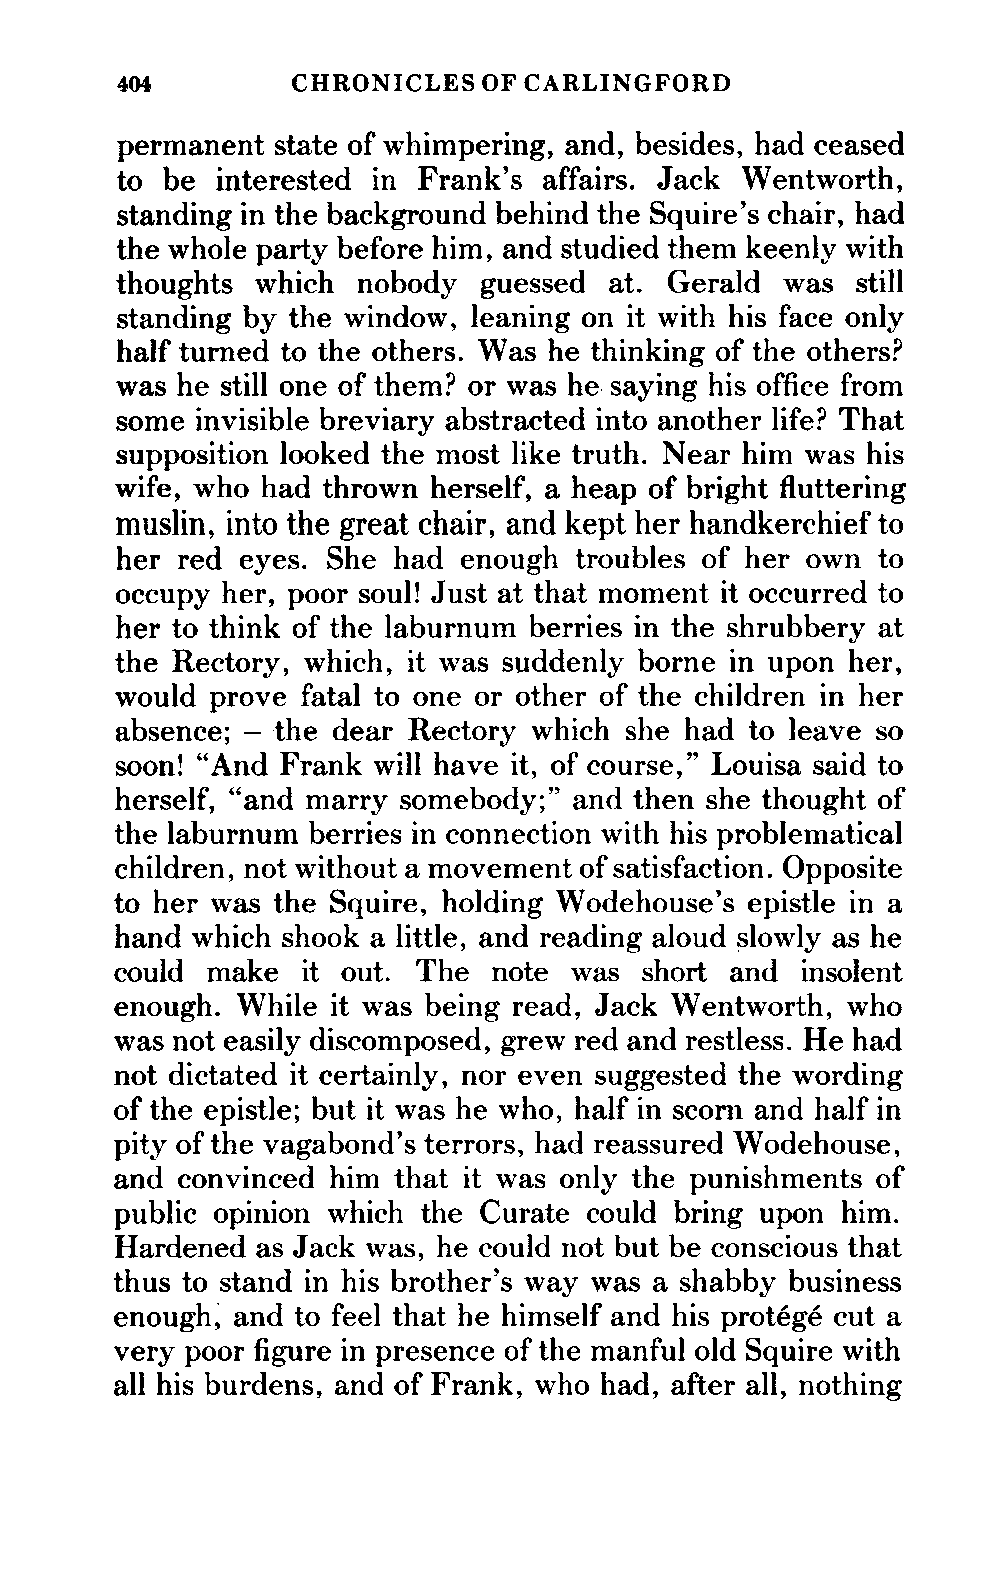 404 CHRONICLES OF CARLINGFORD
permanent state of whimpering, and, besides, had ceased
to be interested in Frank's affairs. Jack Wentworth,
standing in the background behind the Squire's chair, had
the whole party before him, and studied them keenly with
thoughts which nobody guessed at. Gerald was still
standing by the window, leaning on it with his face only
half turned to the others. Was he thinking of the others?
was he still one of them? or was he saying his office from
some invisible breviary abstracted into another life? That
supposition looked the most like truth. Near him was his
wife, who had thrown herself, a heap of bright fluttering
muslin, into the great chair, and kept her handkerchief to
her red eyes. She had enough troubles of her own to
occupy her, poor soul! Just at that moment it occurred to
her to think of the laburnum berries in the shrubbery at
the Rectory, which, it was suddenly borne in upon her,
would prove fatal to one or other of the children in her
absence; – the dear Rectory which she had to leave so
soon! “And Frank will have it, of course,” Louisa said to
herself, “and marry somebody;” and then she thought of
the laburnum berries in connection with his problematical
children, not without a movement of satisfaction. Opposite
to her was the Squire, holding Wodehouse's epistle in a
hand which shook a little, and reading aloud slowly as he
could make it out. The note was short and insolent
enough. While it was being read, Jack Wentworth, who
was not easily discomposed, grew red and restless. He had
not dictated it certainly, nor even suggested the wording
of the epistle; but it was he who, half in scorn and half in
pity of the vagabond's terrors, had reassured Wodehouse,
and convinced him that it was only the punishments of
public opinion which the Curate could bring upon him.
Hardened as Jack was, he could not but be conscious that
thus to stand in his brother's way was a shabby business
enough, and to feel that he himself and his protégé cut a
very poor figure in presence of the manful old Squire with
all his burdens, and of Frank, who had, after all, nothing